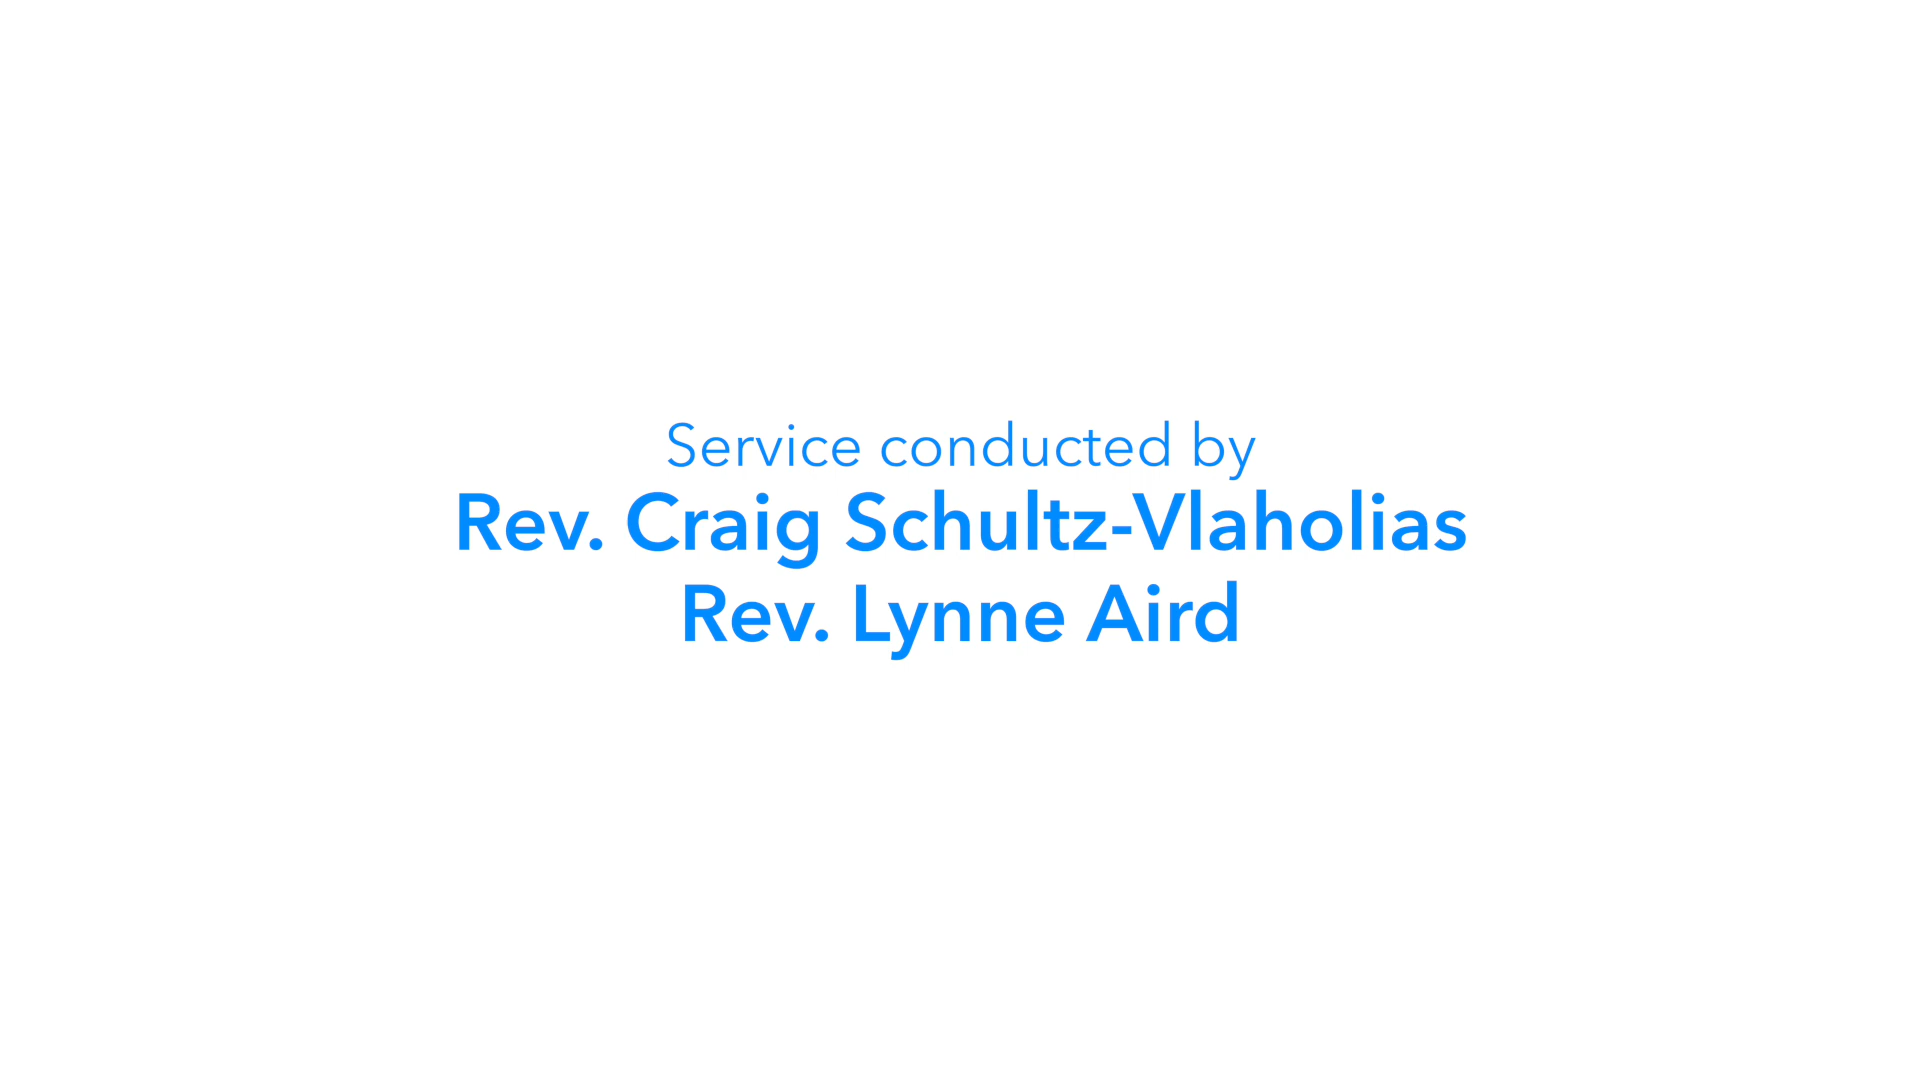 Service conducted by
Rev. Craig Schultz-Vlaholias
Rev. Lynne Aird